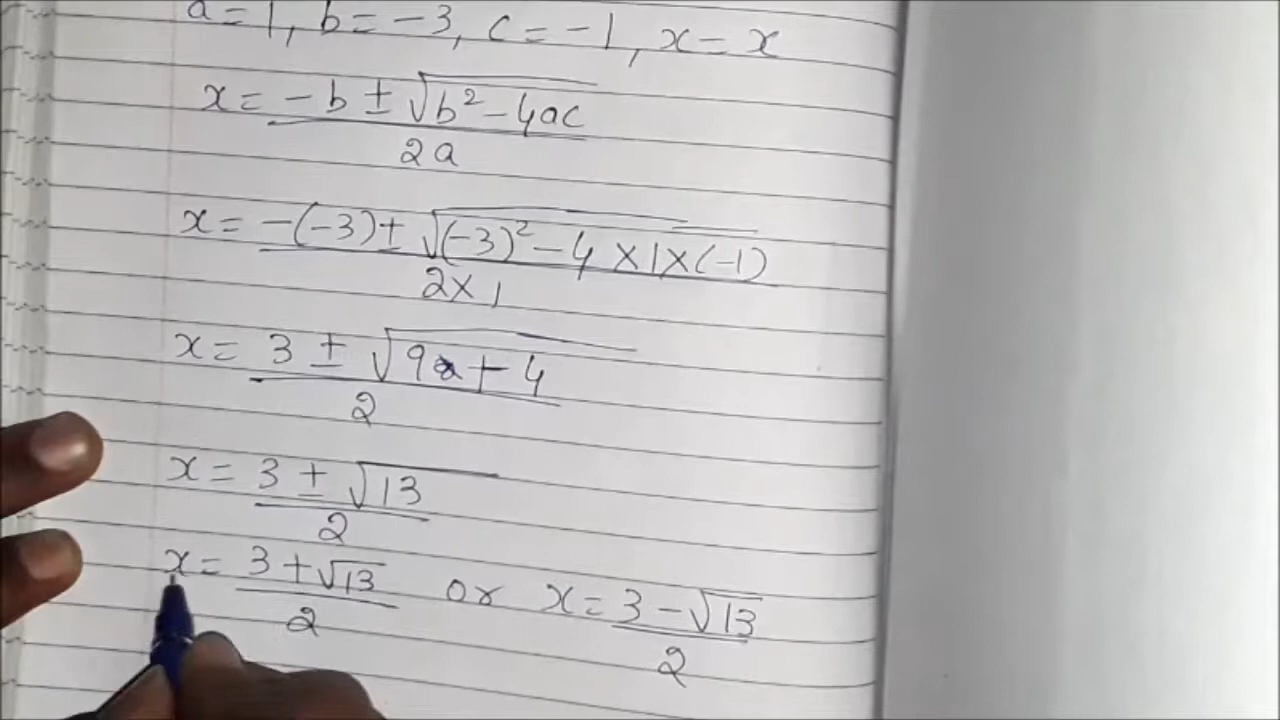 a = 1, b = −3, c = −1, x = x
x = −b ± √b² − 4ac
2a
x = −(−3) ± √(−3)² − 4 × 1 × (−1)
2 × 1
x = 3 ± √9 + 4
2
x = 3 ± √13
2
x = 3 + √13 or x = 3 − √13
2 2